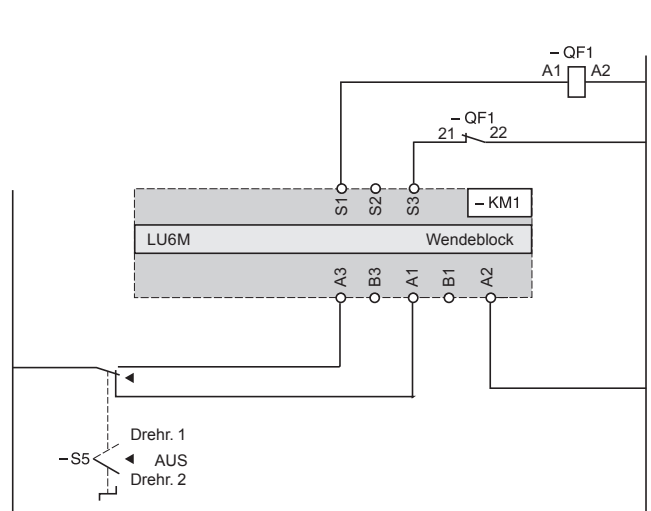 – QF1
A1 A2
– QF1
21 22
S1 S2 S3
– KM1
LU6M Wendeblock
A3 B3 A1 B1 A2
Drehr. 1
– S5 AUS
Drehr. 2